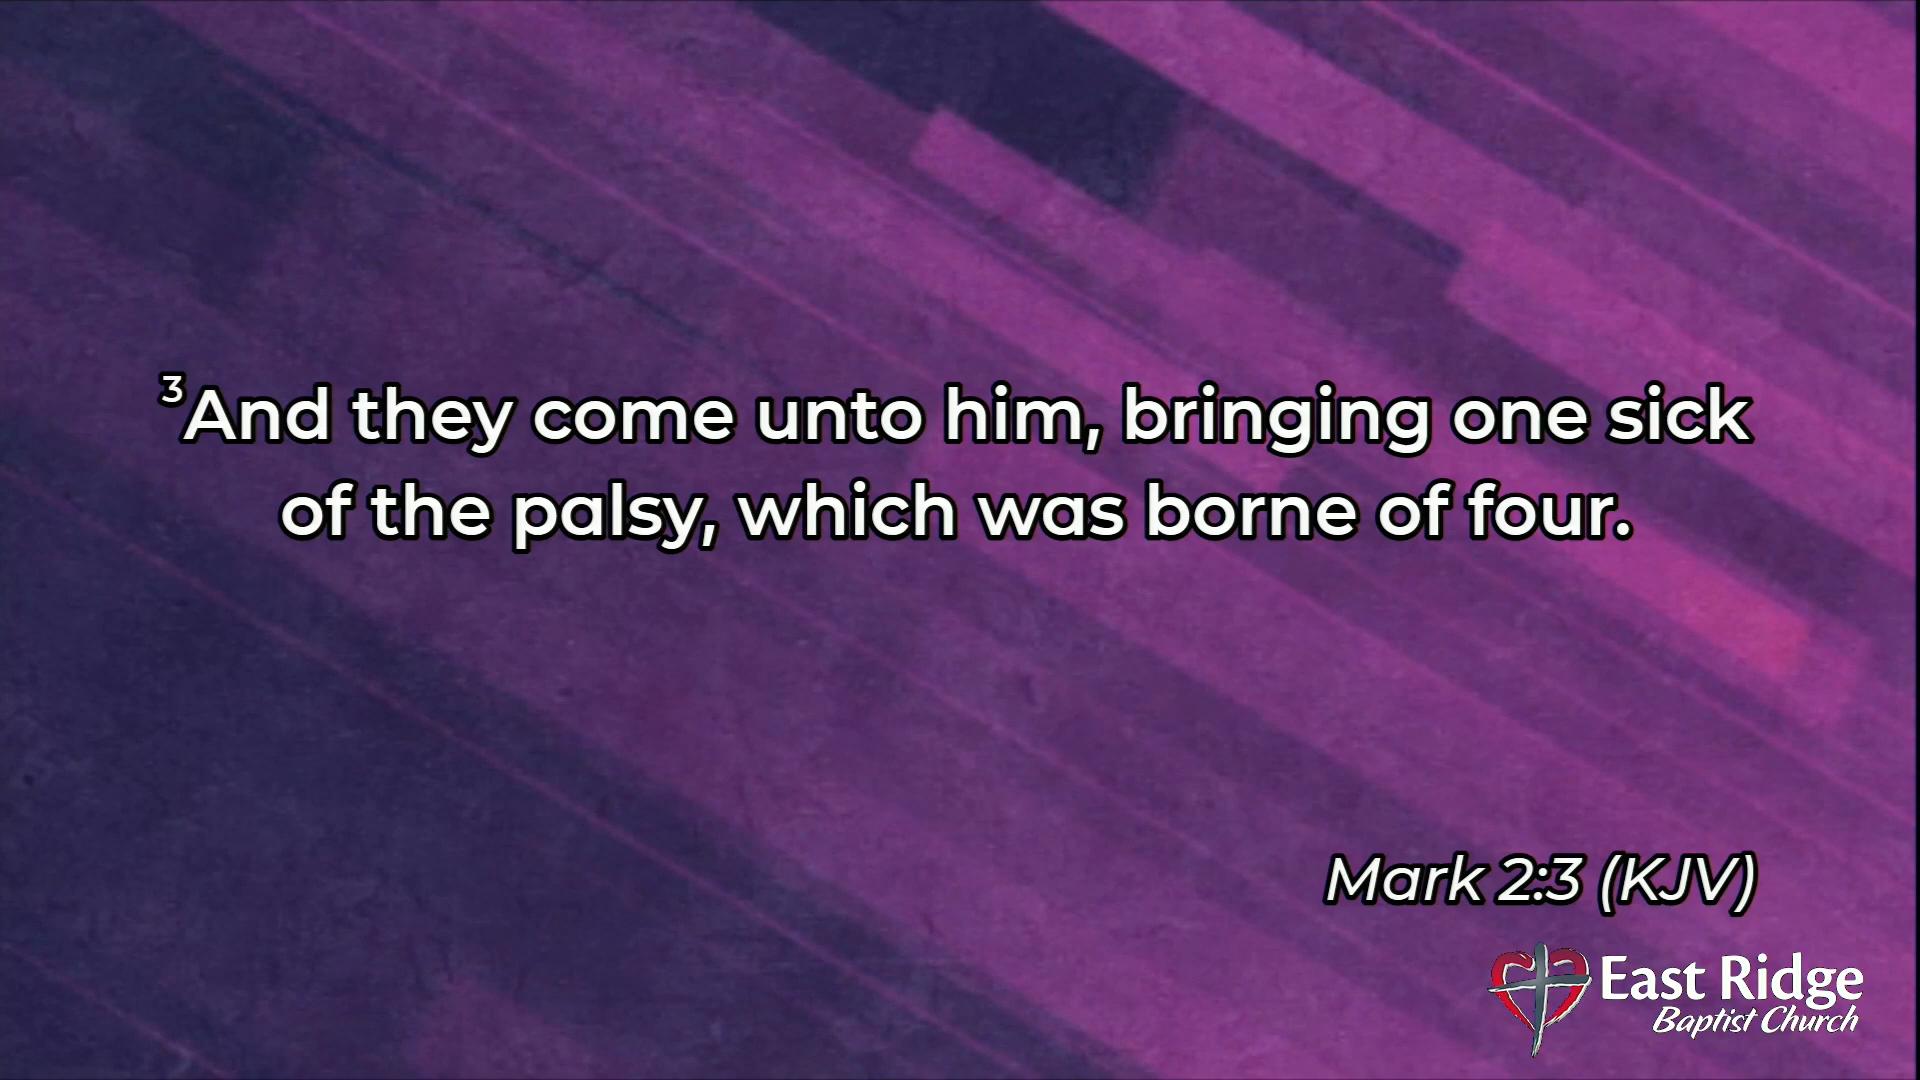 ³And they come unto him, bringing one sick
of the palsy, which was borne of four.
Mark 2:3 (KJV)
East Ridge
Baptist Church